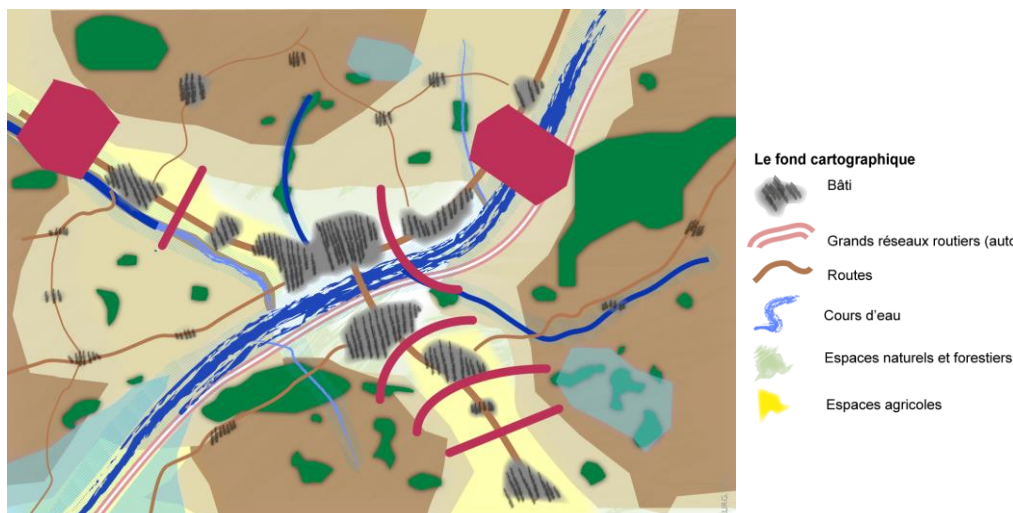 Le fond cartographique
Bâti
Grands réseaux routiers (auto
Routes
Cours d'eau
Espaces naturels et forestiers
Espaces agricoles